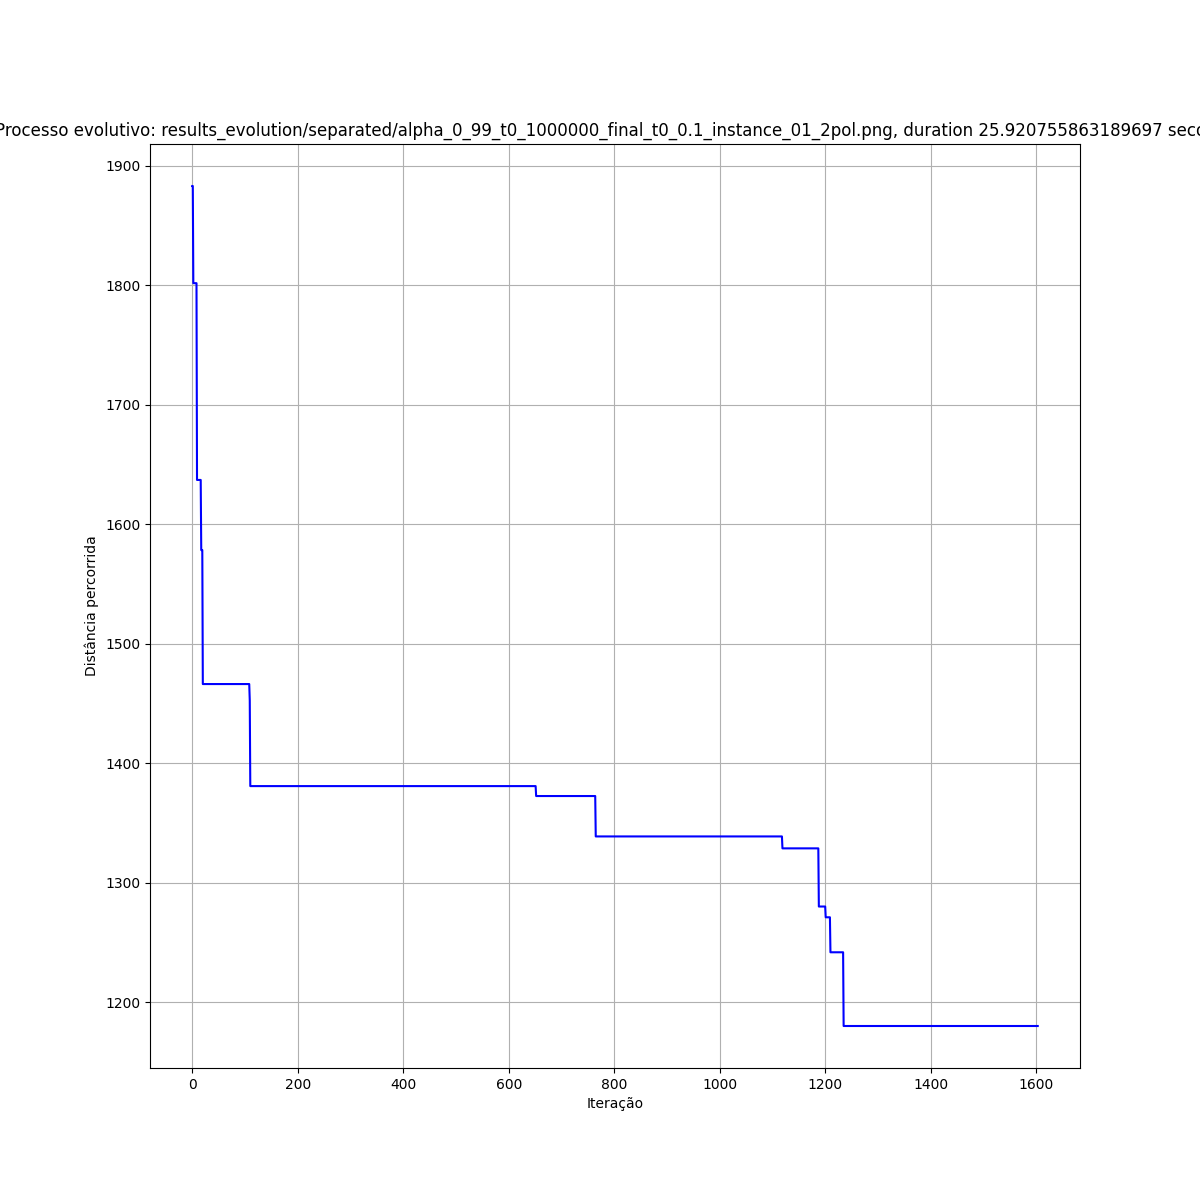 Processo evolutivo: results_evolution/separated/alpha_0_99_t0_1000000_final_t0_0.1_instance_01_2pol.png, duration 25.920755863189697 seco
1900
1800
1700
1600
1500
1400
1300
1200
Distância percorrida
0 200 400 600 800 1000 1200 1400 1600
Iteração